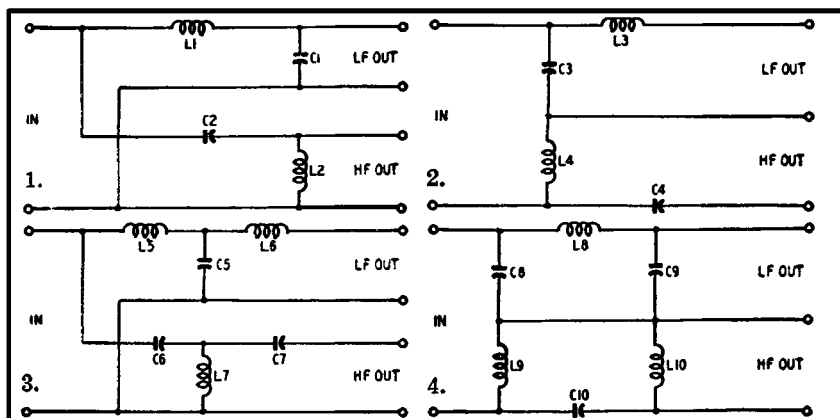 L1
C1
LF OUT
IN
C2
L2
HF OUT
1.
L3
C3
LF OUT
IN
L4
C4
HF OUT
2.
L5
L6
C5
LF OUT
IN
C6
C7
L7
HF OUT
3.
L8
C8
C9
LF OUT
IN
L9
L10
C10
HF OUT
4.